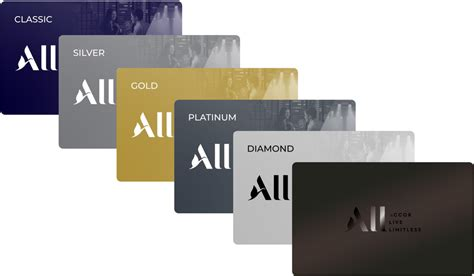 CLASSIC
All
SILVER
All
GOLD
All
PLATINUM
All
DIAMOND
All
All
ACCOR
LIVE
LIMITLESS